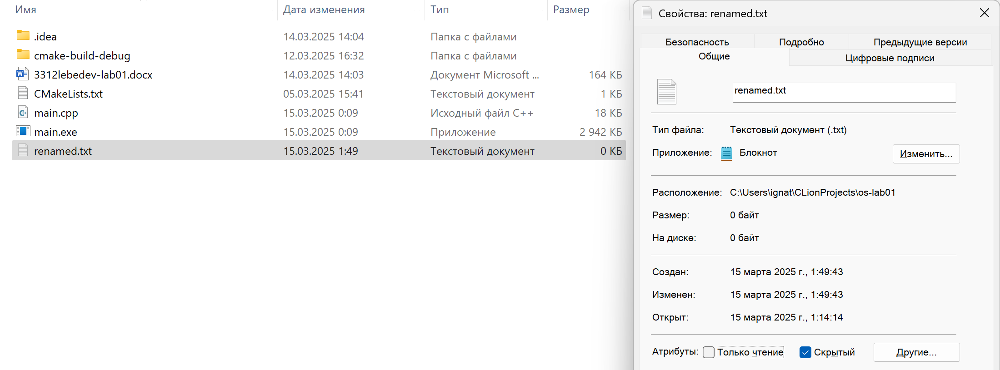 Имя Дата изменения Тип Размер
.idea 14.03.2025 14:04 Папка с файлами
cmake-build-debug 12.03.2025 16:32 Папка с файлами
3312lebedev-lab01.docx 14.03.2025 14:03 Документ Microsoft ... 164 КБ
CMakeLists.txt 05.03.2025 15:41 Текстовый документ 1 КБ
main.cpp 15.03.2025 0:09 Исходный файл C++ 18 КБ
main.exe 15.03.2025 0:09 Приложение 2 942 КБ
renamed.txt 15.03.2025 1:49 Текстовый документ 0 КБ
Свойства: renamed.txt
Безопасность Подробно Предыдущие версии
Общие Цифровые подписи
renamed.txt
Тип файла: Текстовый документ (.txt)
Приложение: Блокнот Изменить...
Расположение: C:\Users\ignat\CLionProjects\os-lab01
Размер: 0 байт
На диске: 0 байт
Создан: 15 марта 2025 г., 1:49:43
Изменен: 15 марта 2025 г., 1:49:43
Открыт: 15 марта 2025 г., 1:14:14
Атрибуты: Только чтение Скрытый Другие...